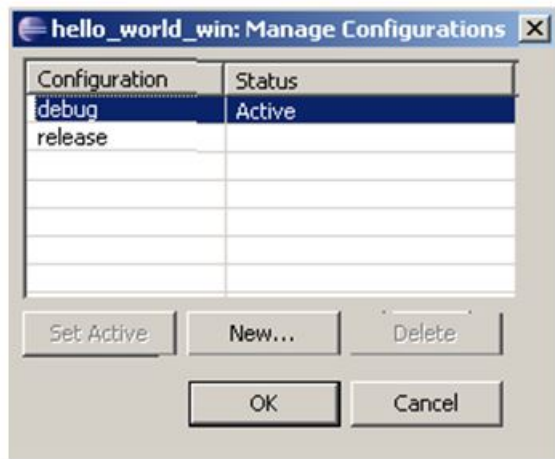 hello_world_win: Manage Configurations
Configuration Status
debug Active
release
Set Active New... Delete
OK Cancel